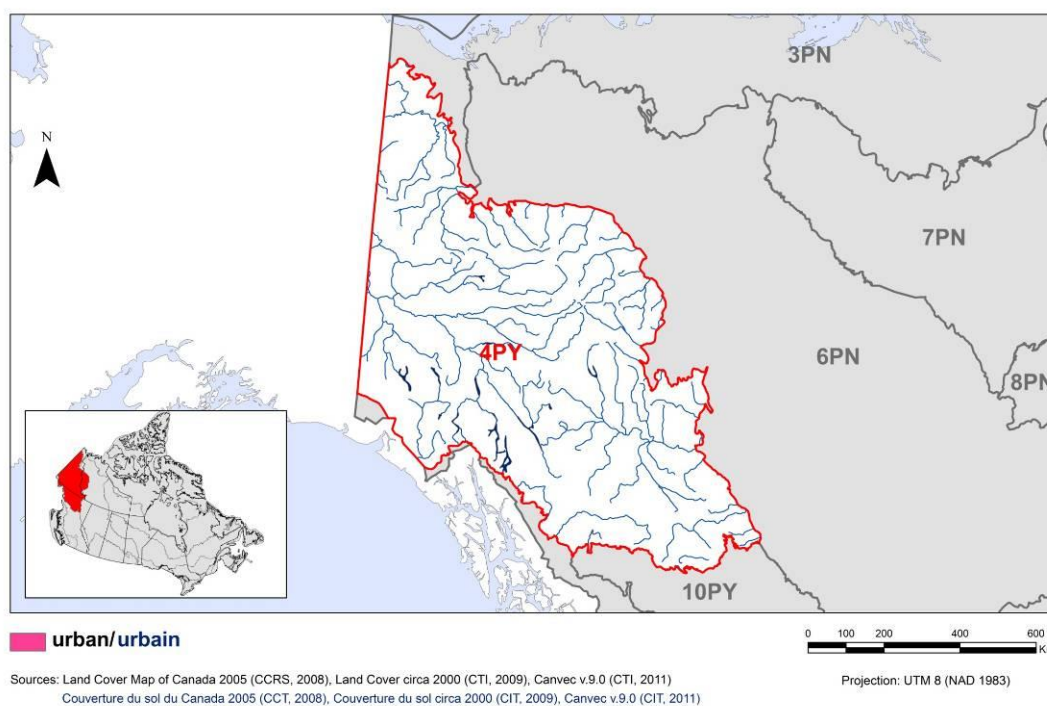 3PN
N
7PN
4PY
6PN
8PN
10PY
urban/ urbain
0 100 200 400 600
K
Sources: Land Cover Map of Canada 2005 (CCRS, 2008), Land Cover circa 2000 (CTI, 2009), Canvec v.9.0 (CTI, 2011)
Projection: UTM 8 (NAD 1983)
Couverture du sol du Canada 2005 (CCT, 2008), Couverture du sol circa 2000 (CIT, 2009), Canvec v.9.0 (CIT, 2011)